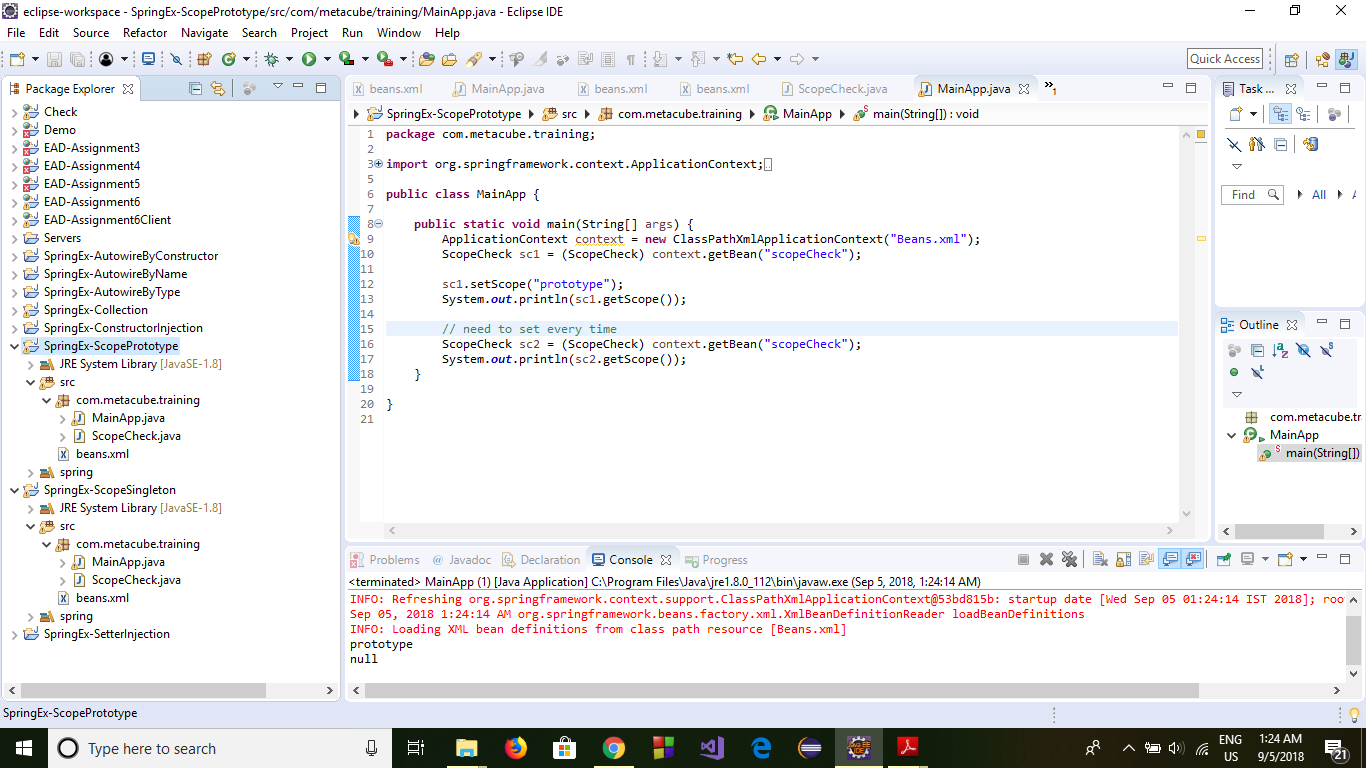 eclipse-workspace - SpringEx-ScopePrototype/src/com/metacube/training/MainApp.java - Eclipse IDE
File Edit Source Refactor Navigate Search Project Run Window Help
Quick Access
Package Explorer
Check
Demo
EAD-Assignment3
EAD-Assignment4
EAD-Assignment5
EAD-Assignment6
EAD-Assignment6Client
Servers
SpringEx-AutowireByConstructor
SpringEx-AutowireByName
SpringEx-AutowireByType
SpringEx-Collection
SpringEx-ConstructorInjection
SpringEx-ScopePrototype
JRE System Library [JavaSE-1.8]
src
com.metacube.training
MainApp.java
ScopeCheck.java
beans.xml
spring
SpringEx-ScopeSingleton
JRE System Library [JavaSE-1.8]
src
com.metacube.training
MainApp.java
ScopeCheck.java
beans.xml
spring
SpringEx-SetterInjection
beans.xml MainApp.java beans.xml beans.xml ScopeCheck.java MainApp.java »1
SpringEx-ScopePrototype src com.metacube.training MainApp main(String[]) : void
1 package com.metacube.training;
2
3 import org.springframework.context.ApplicationContext;
5
6 public class MainApp {
7
8 public static void main(String[] args) {
9 ApplicationContext context = new ClassPathXmlApplicationContext("Beans.xml");
10 ScopeCheck sc1 = (ScopeCheck) context.getBean("scopeCheck");
11
12 sc1.setScope("prototype");
13 System.out.println(sc1.getScope());
14
15 // need to set every time
16 ScopeCheck sc2 = (ScopeCheck) context.getBean("scopeCheck");
17 System.out.println(sc2.getScope());
18 }
19
20 }
21
Task ...
Find All
Outline
com.metacube.tr
MainApp
main(String[])
Problems Javadoc Declaration Console Progress
<terminated> MainApp (1) [Java Application] C:\Program Files\Java\jre1.8.0_112\bin\javaw.exe (Sep 5, 2018, 1:24:14 AM)
INFO: Refreshing org.springframework.context.support.ClassPathXmlApplicationContext@53bd815b: startup date [Wed Sep 05 01:24:14 IST 2018]; roo
Sep 05, 2018 1:24:14 AM org.springframework.beans.factory.xml.XmlBeanDefinitionReader loadBeanDefinitions
INFO: Loading XML bean definitions from class path resource [Beans.xml]
prototype
null
SpringEx-ScopePrototype
Type here to search
ENG
US
1:24 AM
9/5/2018
21